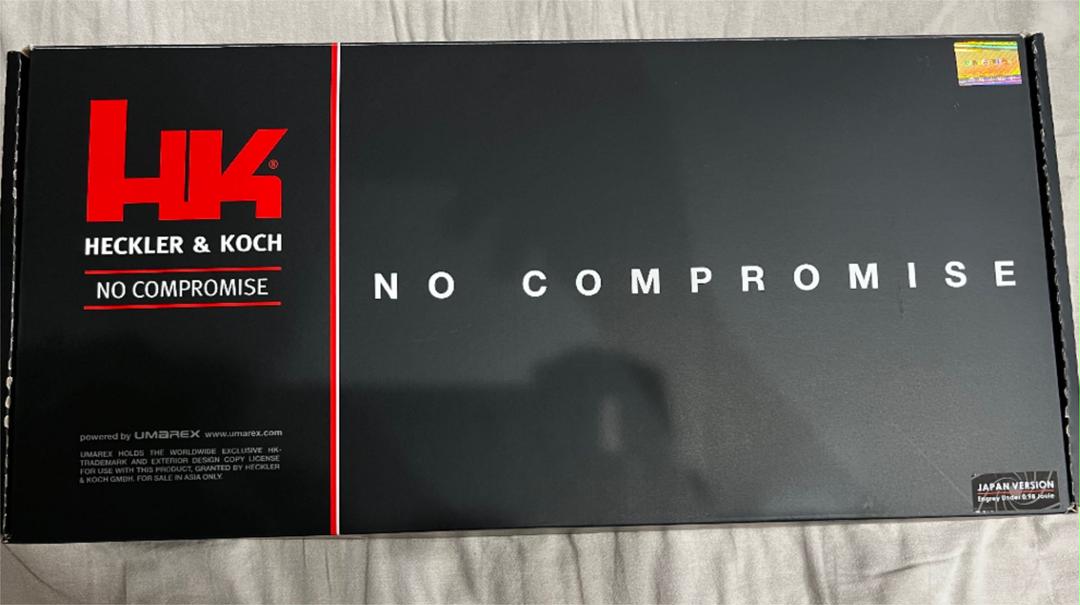 HK®
HECKLER & KOCH
NO COMPROMISE
NO COMPROMISE
powered by UMAREX www.umarex.com
UMAREX HOLDS THE WORLDWIDE EXCLUSIVE HK-
TRADEMARK AND EXTERIOR DESIGN COPY LICENSE
FOR USE WITH THIS PRODUCT, GRANTED BY HECKLER
& KOCH GMBH. FOR SALE IN ASIA ONLY.
JAPAN VERSION
Engrey Under 0.98 Joule